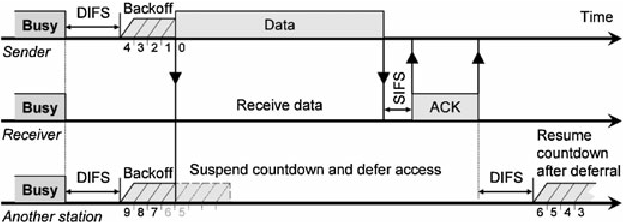 Busy
DIFS
Backoff
4 3 2 1 0
Data
Time
Sender
Busy
Receive data
SIFS
ACK
Receiver
Busy
DIFS
Backoff
9 8 7 6 5
Suspend countdown and defer access
DIFS
Resume
countdown
after deferral
6 5 4 3
Another station